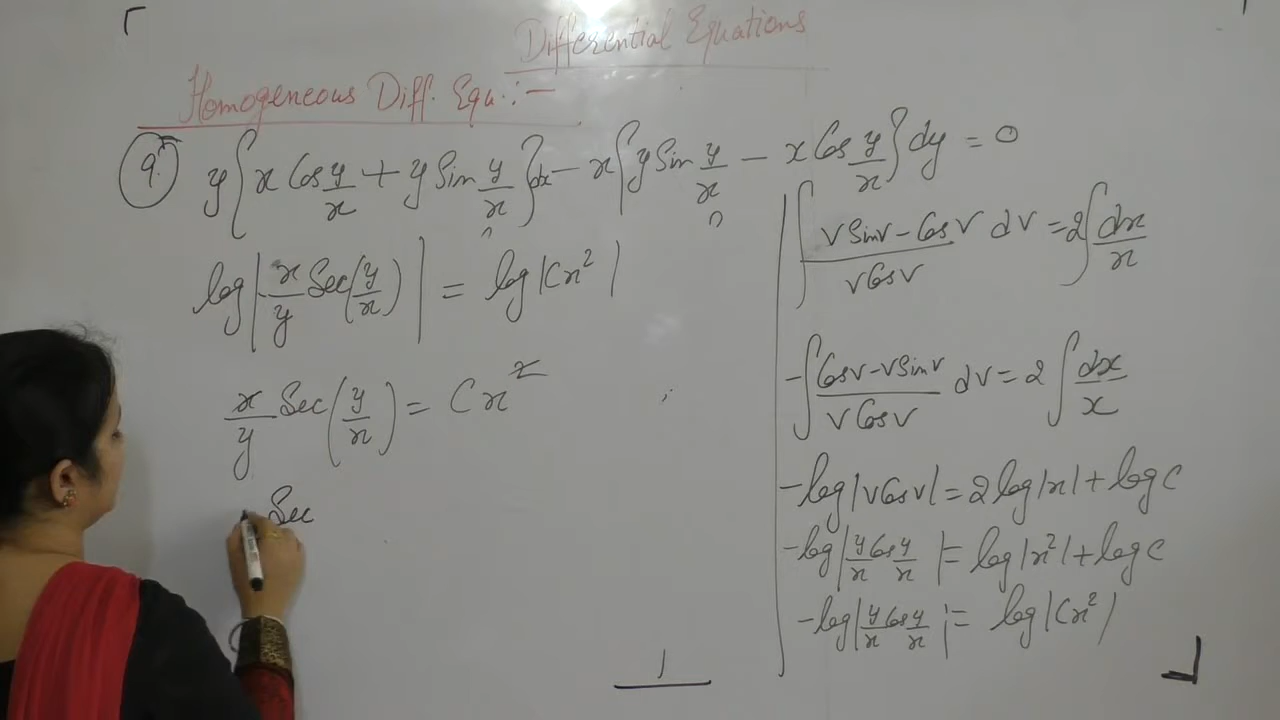 Differential Equations
Homogeneous Diff. Equ. :-
9. y{x Cos y/x + y Sin y/x}dx - x{y Sin y/x - x Cos y/x}dy = 0
log|x/y Sec(y/x)| = log|Cx²|
x/y Sec(y/x) = Cx²
Sec
∫ (v Sin v - Cos v)/(v Cos v) dv = 2∫ dx/x
-∫ (Cos v - v Sin v)/(v Cos v) dv = 2∫ dx/x
-log|v Cos v| = 2 log|x| + log c
-log|y/x Cos y/x| = log|x²| + log c
-log|y/x Cos y/x| = log|Cx²|